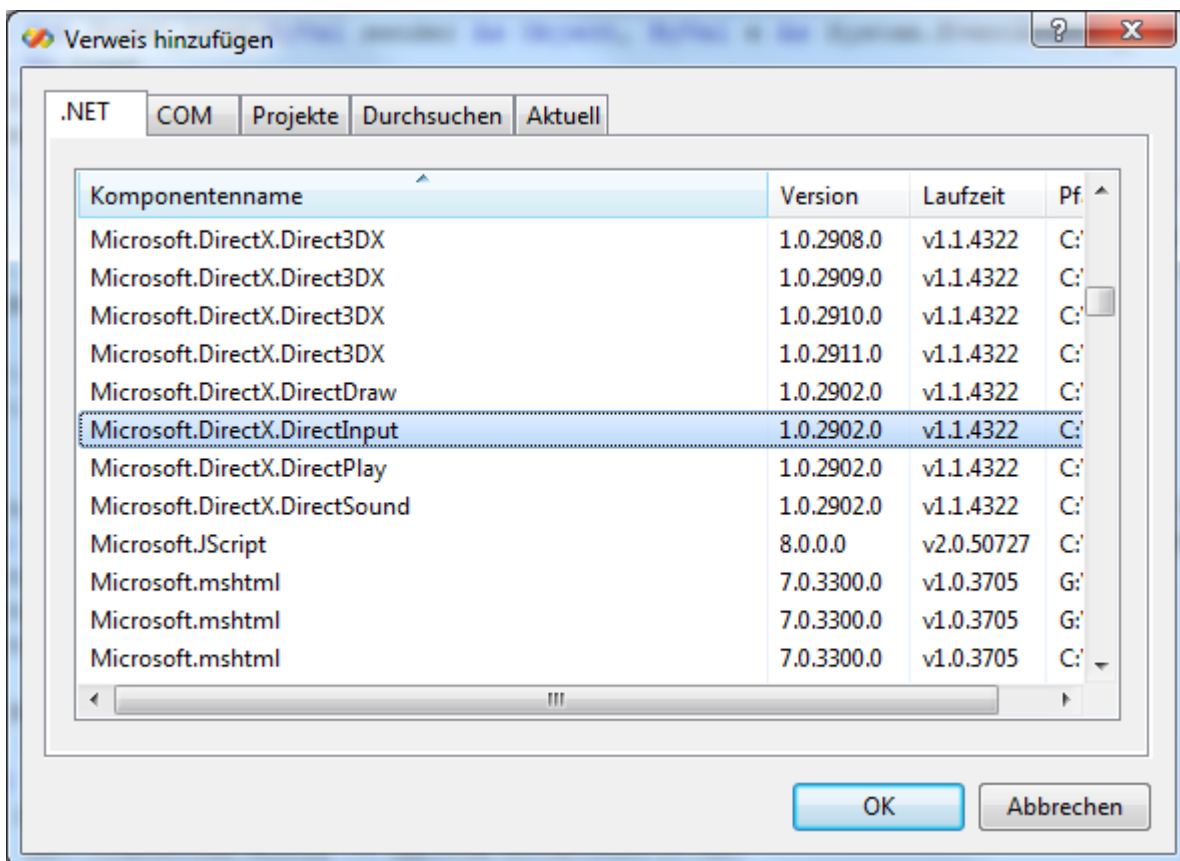 Verweis hinzufügen
.NET COM Projekte Durchsuchen Aktuell
Komponentenname Version Laufzeit Pf
Microsoft.DirectX.Direct3DX 1.0.2908.0 v1.1.4322 C:\
Microsoft.DirectX.Direct3DX 1.0.2909.0 v1.1.4322 C:\
Microsoft.DirectX.Direct3DX 1.0.2910.0 v1.1.4322 C:\
Microsoft.DirectX.Direct3DX 1.0.2911.0 v1.1.4322 C:\
Microsoft.DirectX.DirectDraw 1.0.2902.0 v1.1.4322 C:\
Microsoft.DirectX.DirectInput 1.0.2902.0 v1.1.4322 C:\
Microsoft.DirectX.DirectPlay 1.0.2902.0 v1.1.4322 C:\
Microsoft.DirectX.DirectSound 1.0.2902.0 v1.1.4322 C:\
Microsoft.JScript 8.0.0.0 v2.0.50727 C:\
Microsoft.mshtml 7.0.3300.0 v1.0.3705 G:\
Microsoft.mshtml 7.0.3300.0 v1.0.3705 G:\
Microsoft.mshtml 7.0.3300.0 v1.0.3705 C:\
OK Abbrechen